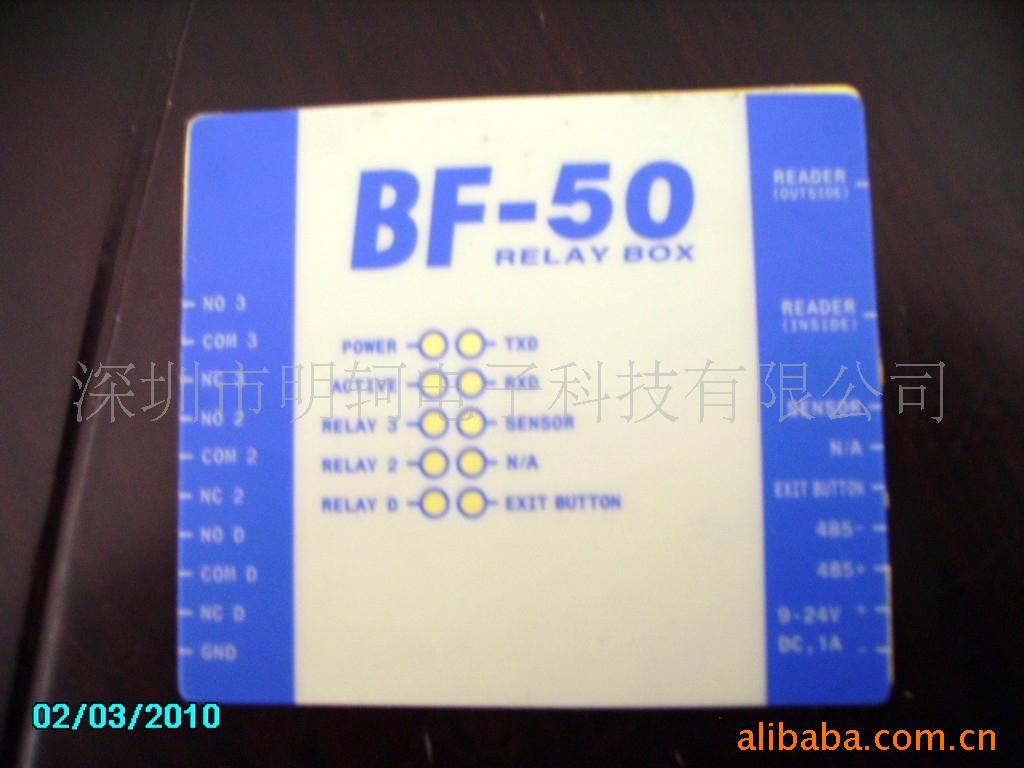 BF-50
RELAY BOX
READER
(OUTSIDE)
READER
(INSIDE)
SENSOR
N/A
EXIT BUTTON
485-
485+
9-24V +
DC, 1A -
NO 3
COM 3
NC 3
NO 2
COM 2
NC 2
NO D
COM D
NC D
GND
POWER TXD
ACTIVE RXD
RELAY 3 SENSOR
RELAY 2 N/A
RELAY D EXIT BUTTON
深圳市明轲电子科技有限公司
02/03/2010
alibaba.com.cn